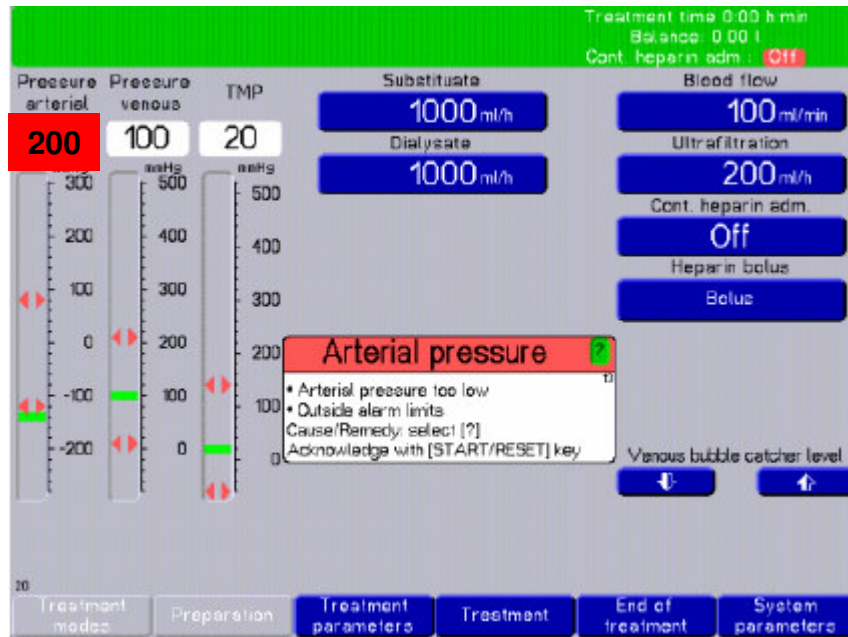 Treatment time 0:00 h:min
Balance: 0.00 l
Cont. heparin adm.: Off
Pressure arterial
Pressure venous
TMP
200
100
20
mmHg
mmHg
300
200
100
0
-100
-200
500
400
300
200
100
0
500
400
300
200
100
0
Substituate
1000 ml/h
Dialysate
1000 ml/h
Blood flow
100 ml/min
Ultrafiltration
200 ml/h
Cont. heparin adm.
Off
Heparin bolus
Bolus
Arterial pressure ?
• Arterial pressure too low
• Outside alarm limits
Cause/Remedy: select [?]
Acknowledge with [START/RESET] key
Venous bubble catcher level
20
Treatment modes
Preparation
Treatment parameters
Treatment
End of treatment
System parameters